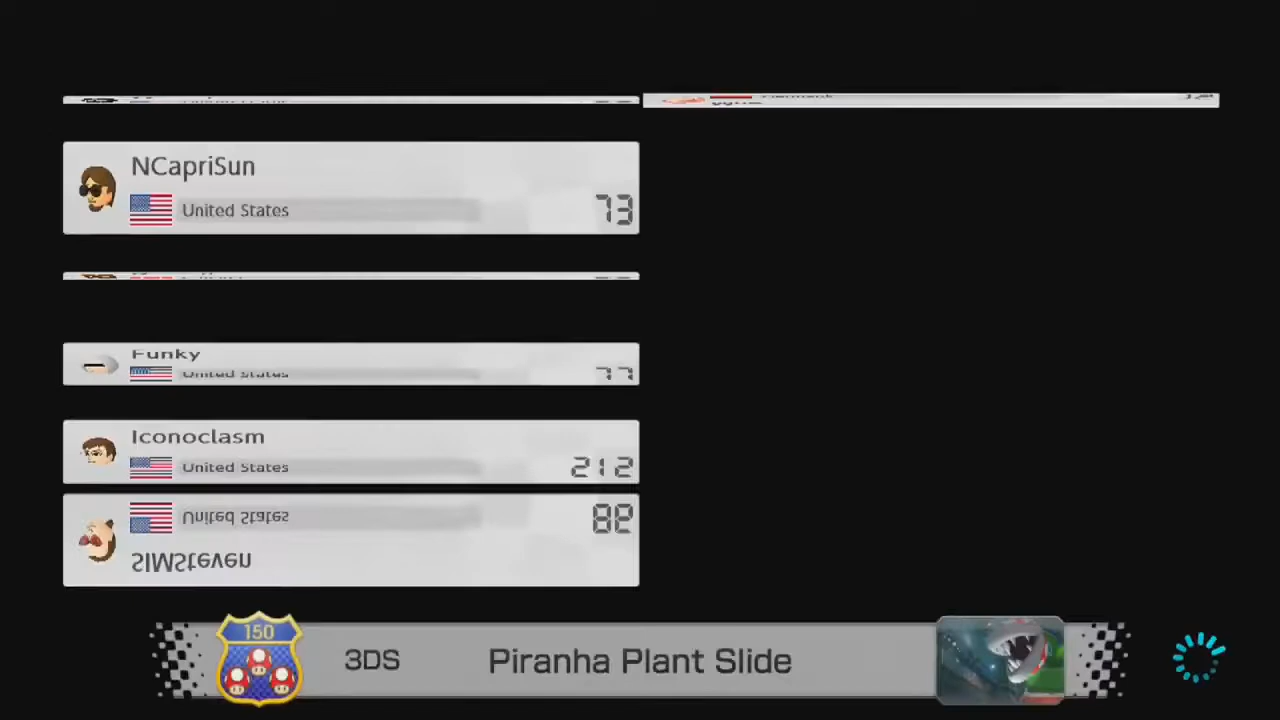 NCapriSun
United States
73
Funky
United States
77
Iconoclasm
United States
212
United States
SIMSteven
150
3DS
Piranha Plant Slide